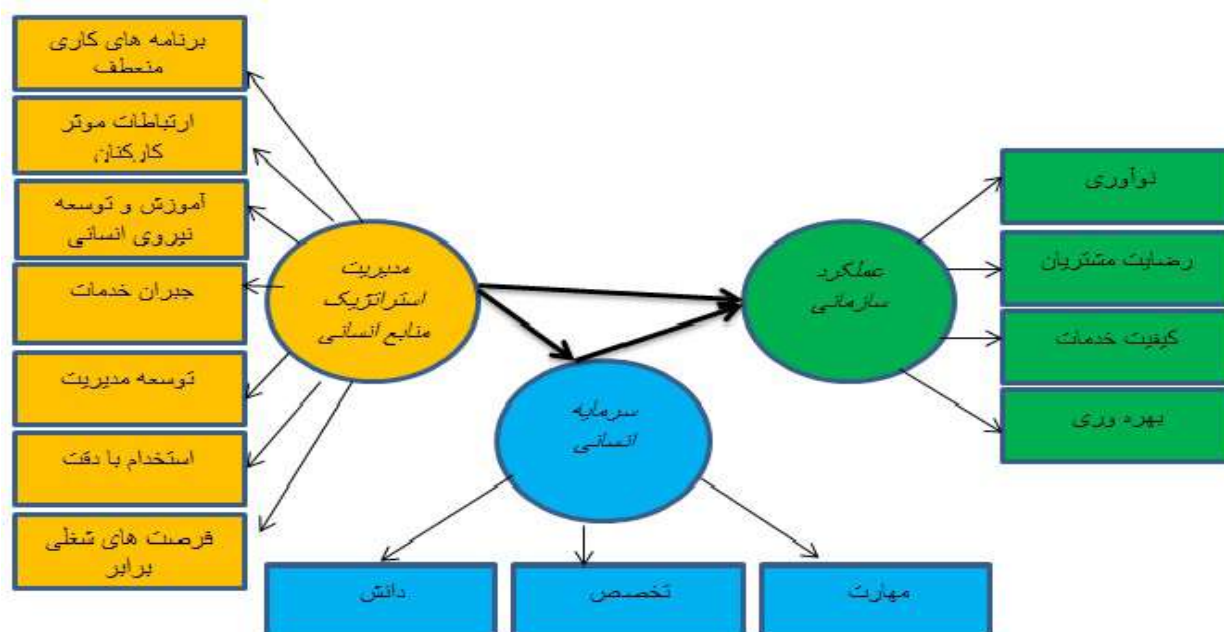 برنامه های کاری
منعطف
ارتباطات موثر
کارکنان
آموزش و توسعه
نیروی انسانی
جبران خدمات
توسعه مدیریت
استخدام با دقت
فرصت های شغلی
برابر
مدیریت
استراتژیک
منابع انسانی
سرمایه
انسانی
مهارت
تخصص
دانش
عملکرد
سازمانی
نوآوری
رضایت مشتریان
کیفیت خدمات
بهره وری